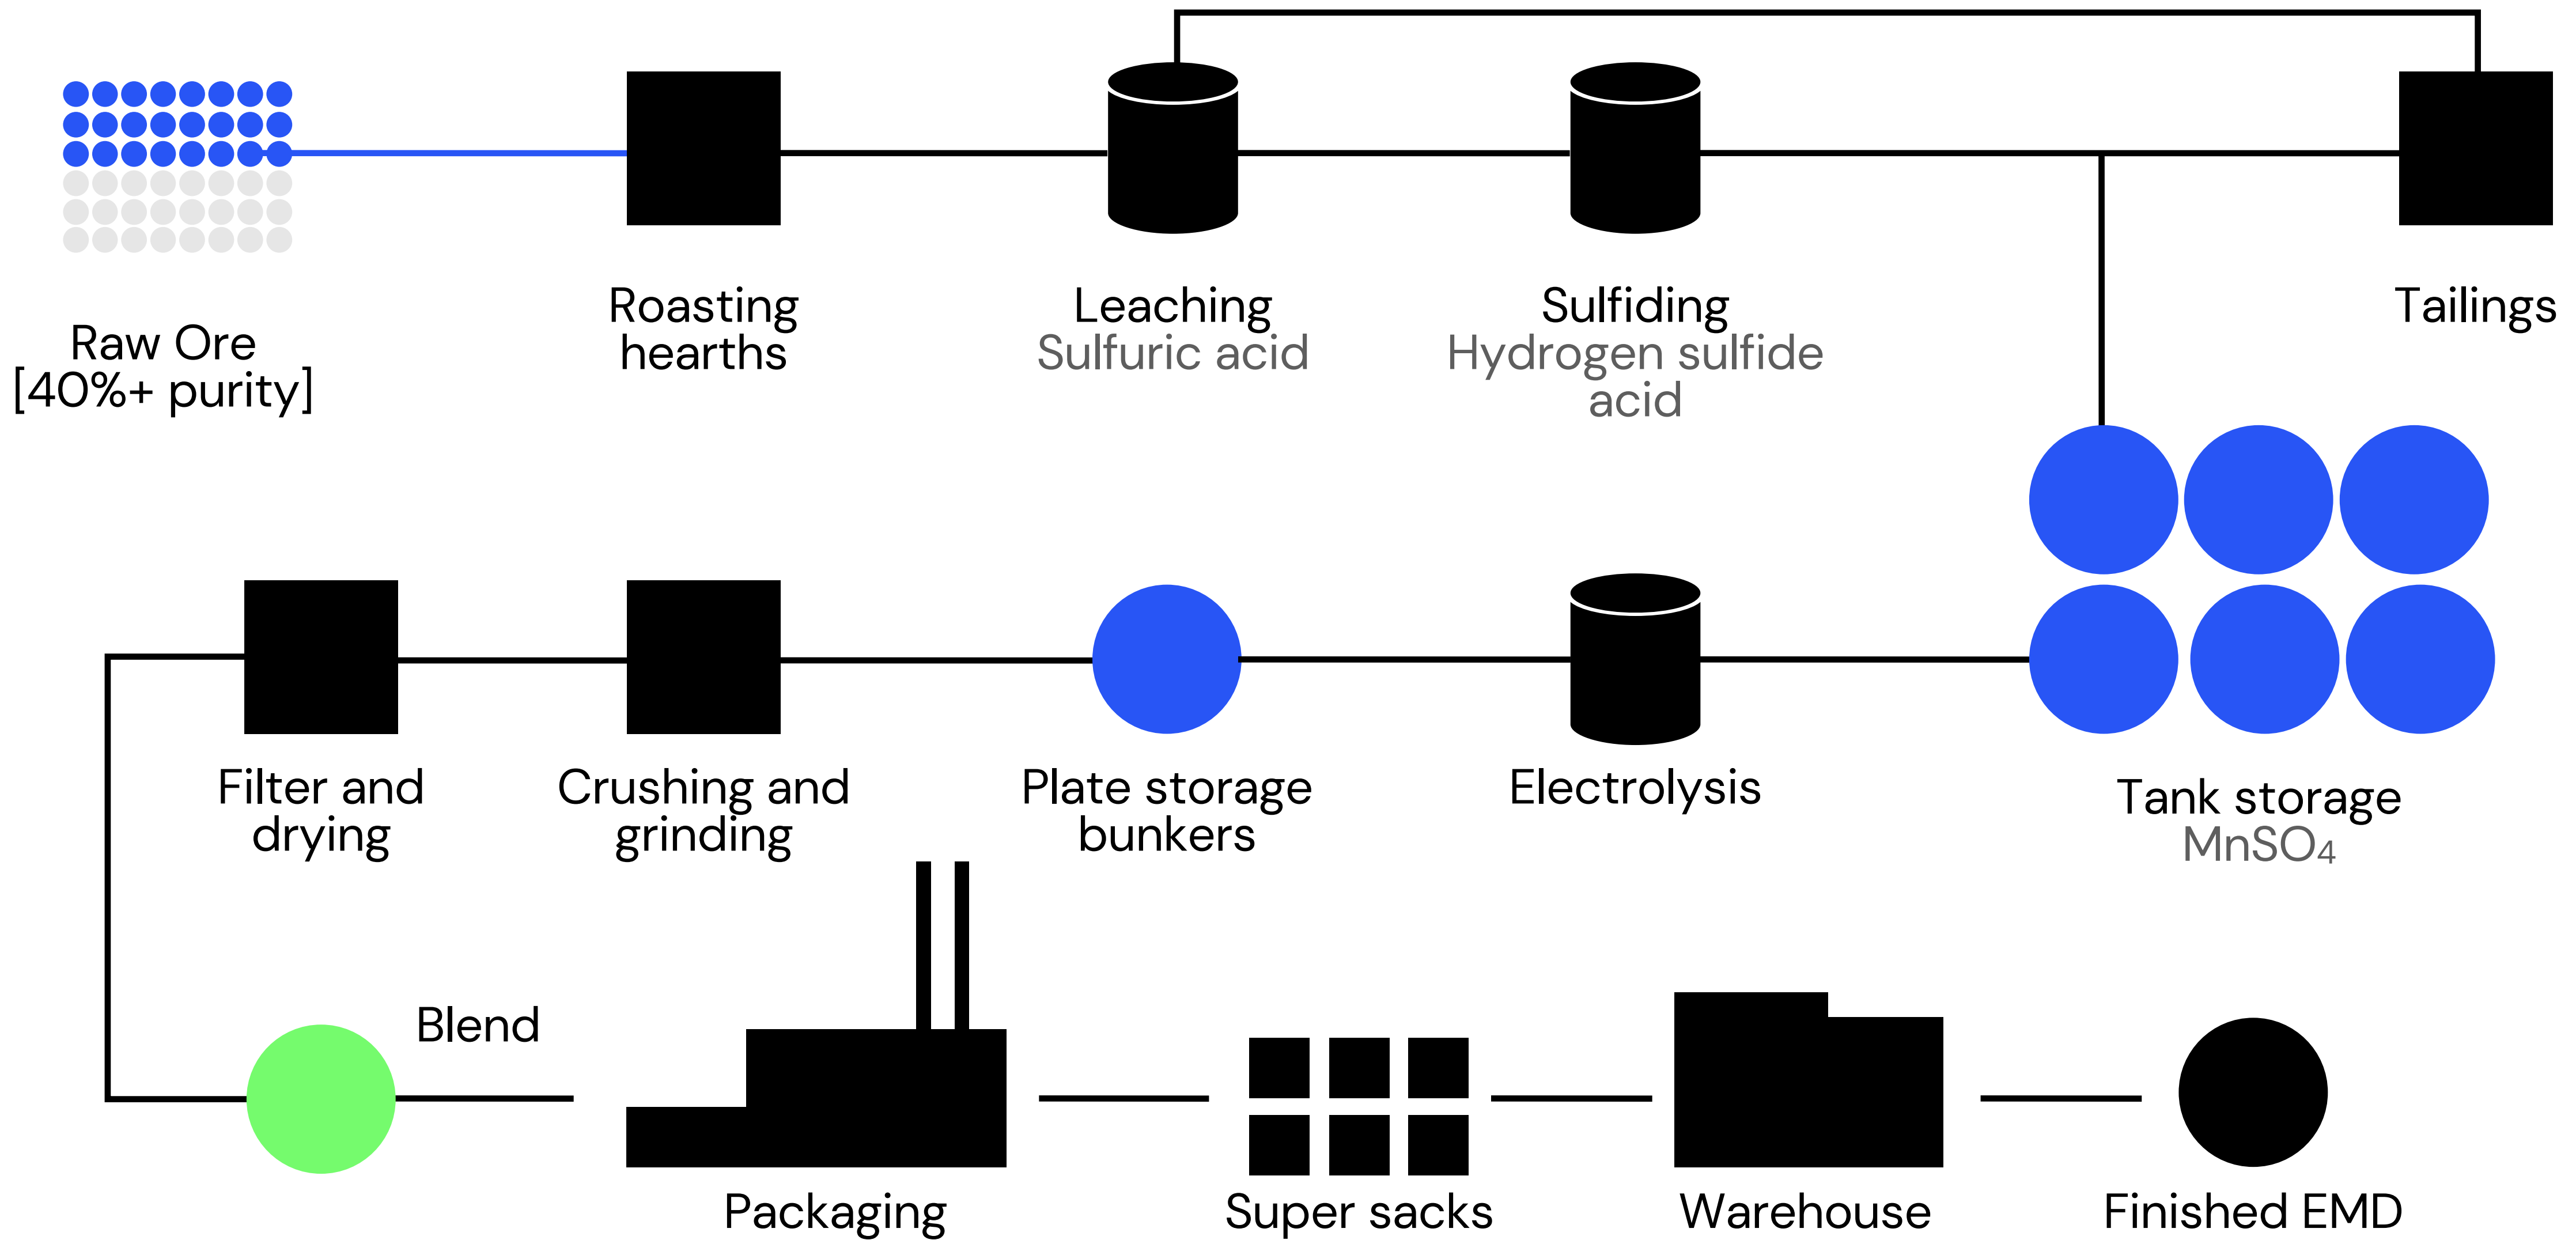 Raw Ore
[40%+ purity]
Roasting
hearths
Leaching
Sulfuric acid
Sulfiding
Hydrogen sulfide
acid
Tailings
Filter and
drying
Crushing and
grinding
Plate storage
bunkers
Electrolysis
Tank storage
MnSO₄
Blend
Packaging
Super sacks
Warehouse
Finished EMD